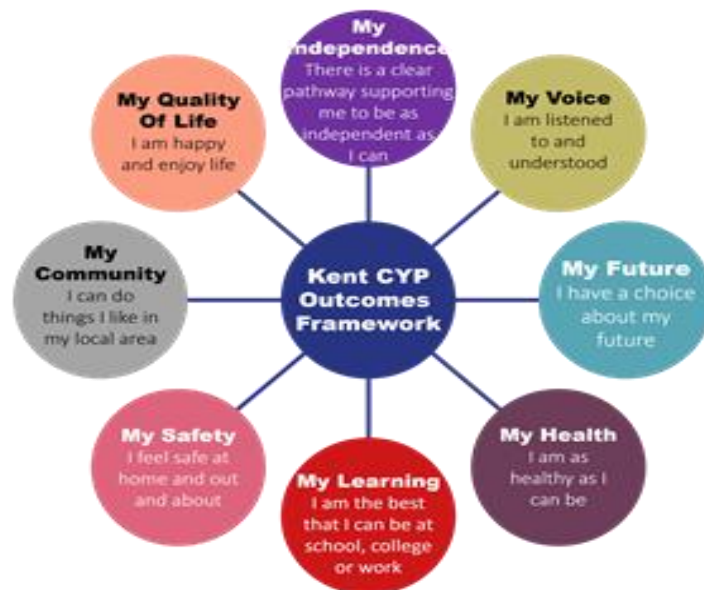 My
Independence
There is a clear
pathway supporting
me to be as
independent as
I can
My Voice
I am listened
to and
understood
My Future
I have a choice
about my
future
My Health
I am as
healthy as I
can be
My Learning
I am the best
that I can be at
school, college
or work
My Safety
I feel safe at
home and out
and about
My
Community
I can do
things I like in
my local area
My Quality
Of Life
I am happy
and enjoy life
Kent CYP
Outcomes
Framework